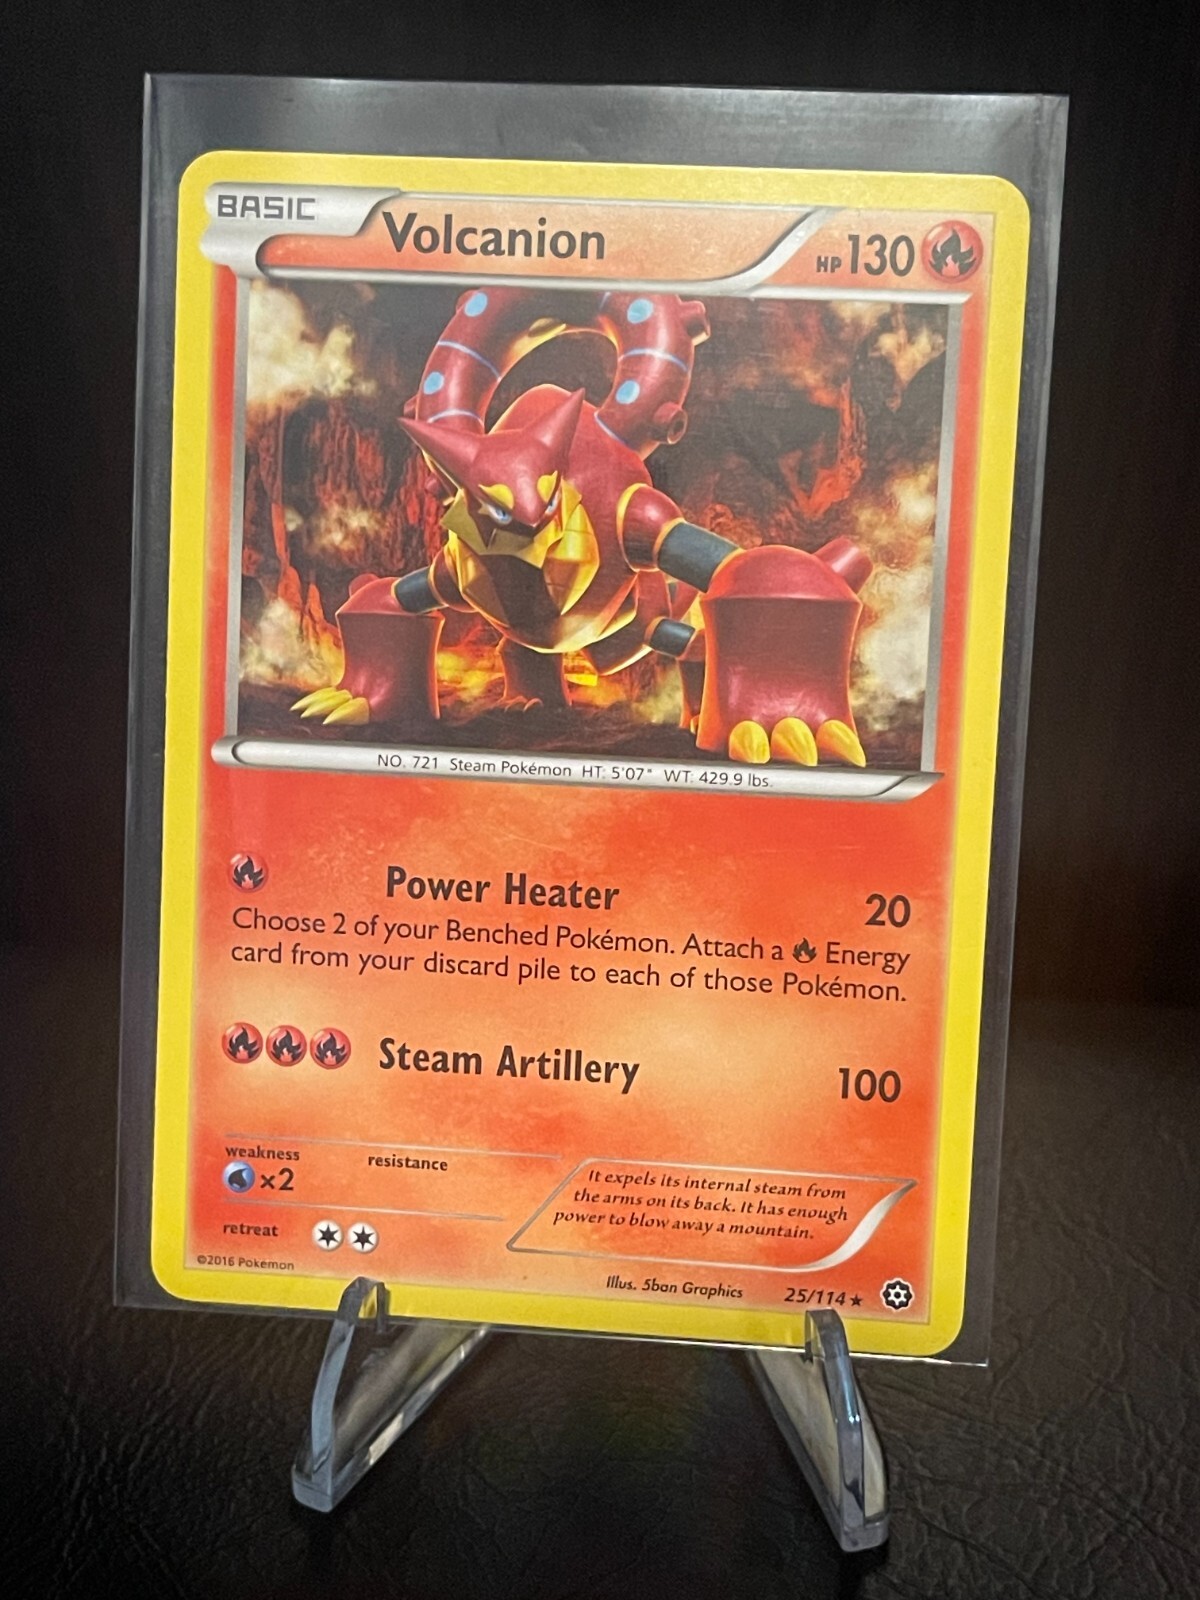 BASIC
Volcanion
HP 130
NO. 721 Steam Pokémon HT: 5'07" WT: 429.9 lbs.
Power Heater 20
Choose 2 of your Benched Pokémon. Attach a Energy
card from your discard pile to each of those Pokémon.
Steam Artillery 100
weakness
×2
resistance
retreat
It expels its internal steam from
the arms on its back. It has enough
power to blow away a mountain.
©2016 Pokémon
Illus. 5ban Graphics
25/114 ★